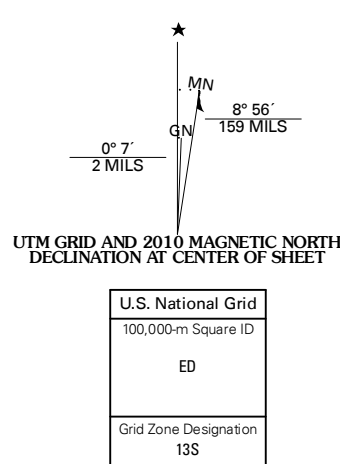 ★
MN
8° 56´
159 MILS
GN
0° 7´
2 MILS
UTM GRID AND 2010 MAGNETIC NORTH
DECLINATION AT CENTER OF SHEET
U.S. National Grid
100,000-m Square ID
ED
Grid Zone Designation
13S